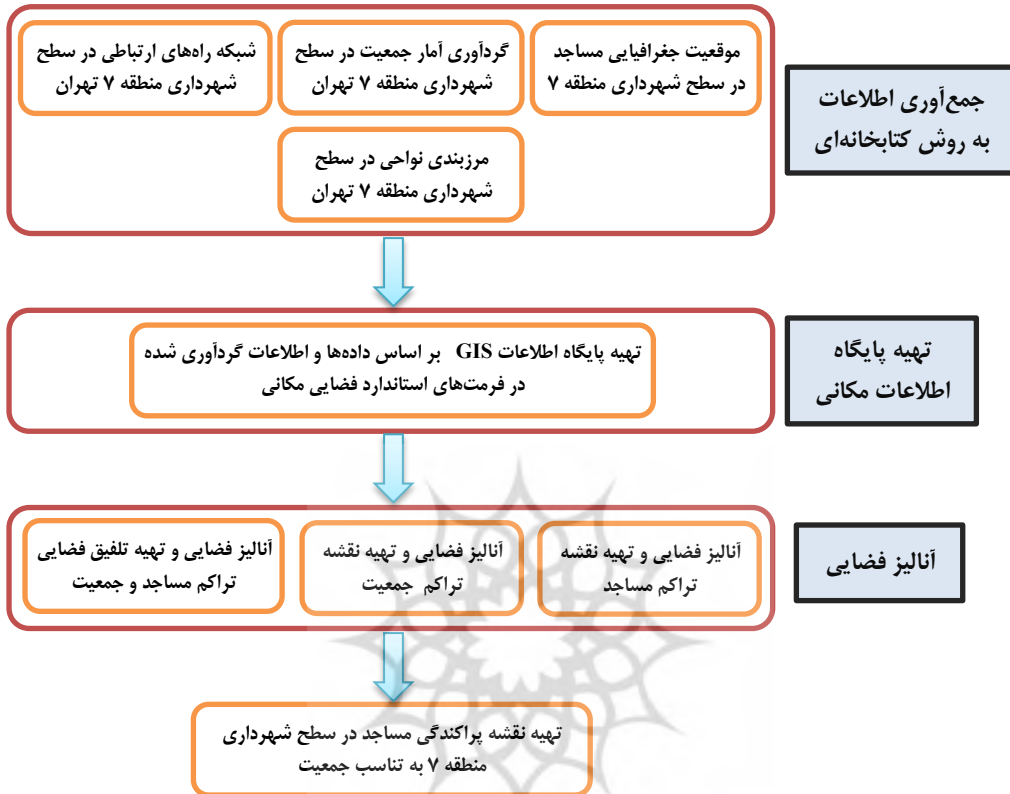 جمع‌آوری اطلاعات
به روش کتابخانه‌ای
موقعیت جغرافیایی مساجد
در سطح شهرداری منطقه ۷
گردآوری آمار جمعیت در سطح
شهرداری منطقه ۷ تهران
شبکه راه‌های ارتباطی در سطح
شهرداری منطقه ۷ تهران
مرزبندی نواحی در سطح
شهرداری منطقه ۷ تهران
تهیه پایگاه
اطلاعات مکانی
تهیه پایگاه اطلاعات GIS بر اساس داده‌ها و اطلاعات گردآوری شده
در فرمت‌های استاندارد فضایی مکانی
آنالیز فضایی
آنالیز فضایی و تهیه نقشه
تراکم مساجد
آنالیز فضایی و تهیه نقشه
تراکم جمعیت
آنالیز فضایی و تهیه تلفیق فضایی
تراکم مساجد و جمعیت
تهیه نقشه پراکندگی مساجد در سطح شهرداری
منطقه ۷ به تناسب جمعیت